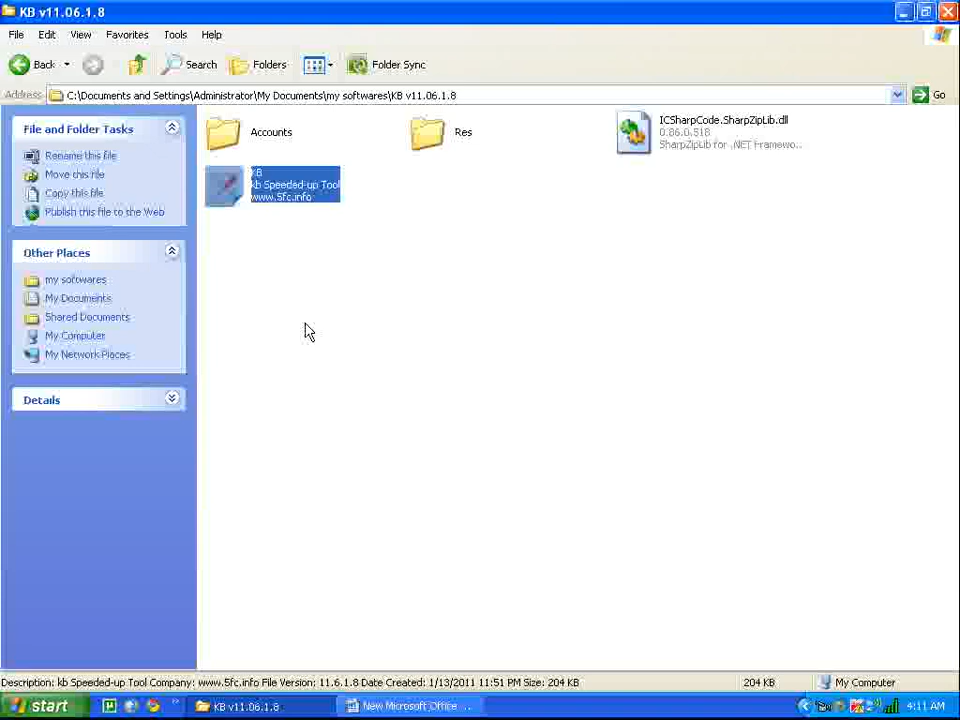 KB v11.06.1.8
File Edit View Favorites Tools Help
Back Search Folders Folder Sync
Address C:\Documents and Settings\Administrator\My Documents\my softwares\KB v11.06.1.8 Go
File and Folder Tasks
Rename this file
Move this file
Copy this file
Publish this file to the Web
Other Places
my softwares
My Documents
Shared Documents
My Computer
My Network Places
Details
Accounts
Res
ICSharpCode.SharpZipLib.dll
0.86.0.518
SharpZipLib for .NET Framewo...
KB
kb Speeded-up Tool
www.5fc.info
Description: kb Speeded-up Tool Company: www.5fc.info File Version: 11.6.1.8 Date Created: 1/13/2011 11:51 PM Size: 204 KB 204 KB My Computer
start KB v11.06.1.8 New Microsoft Office ... 4:11 AM